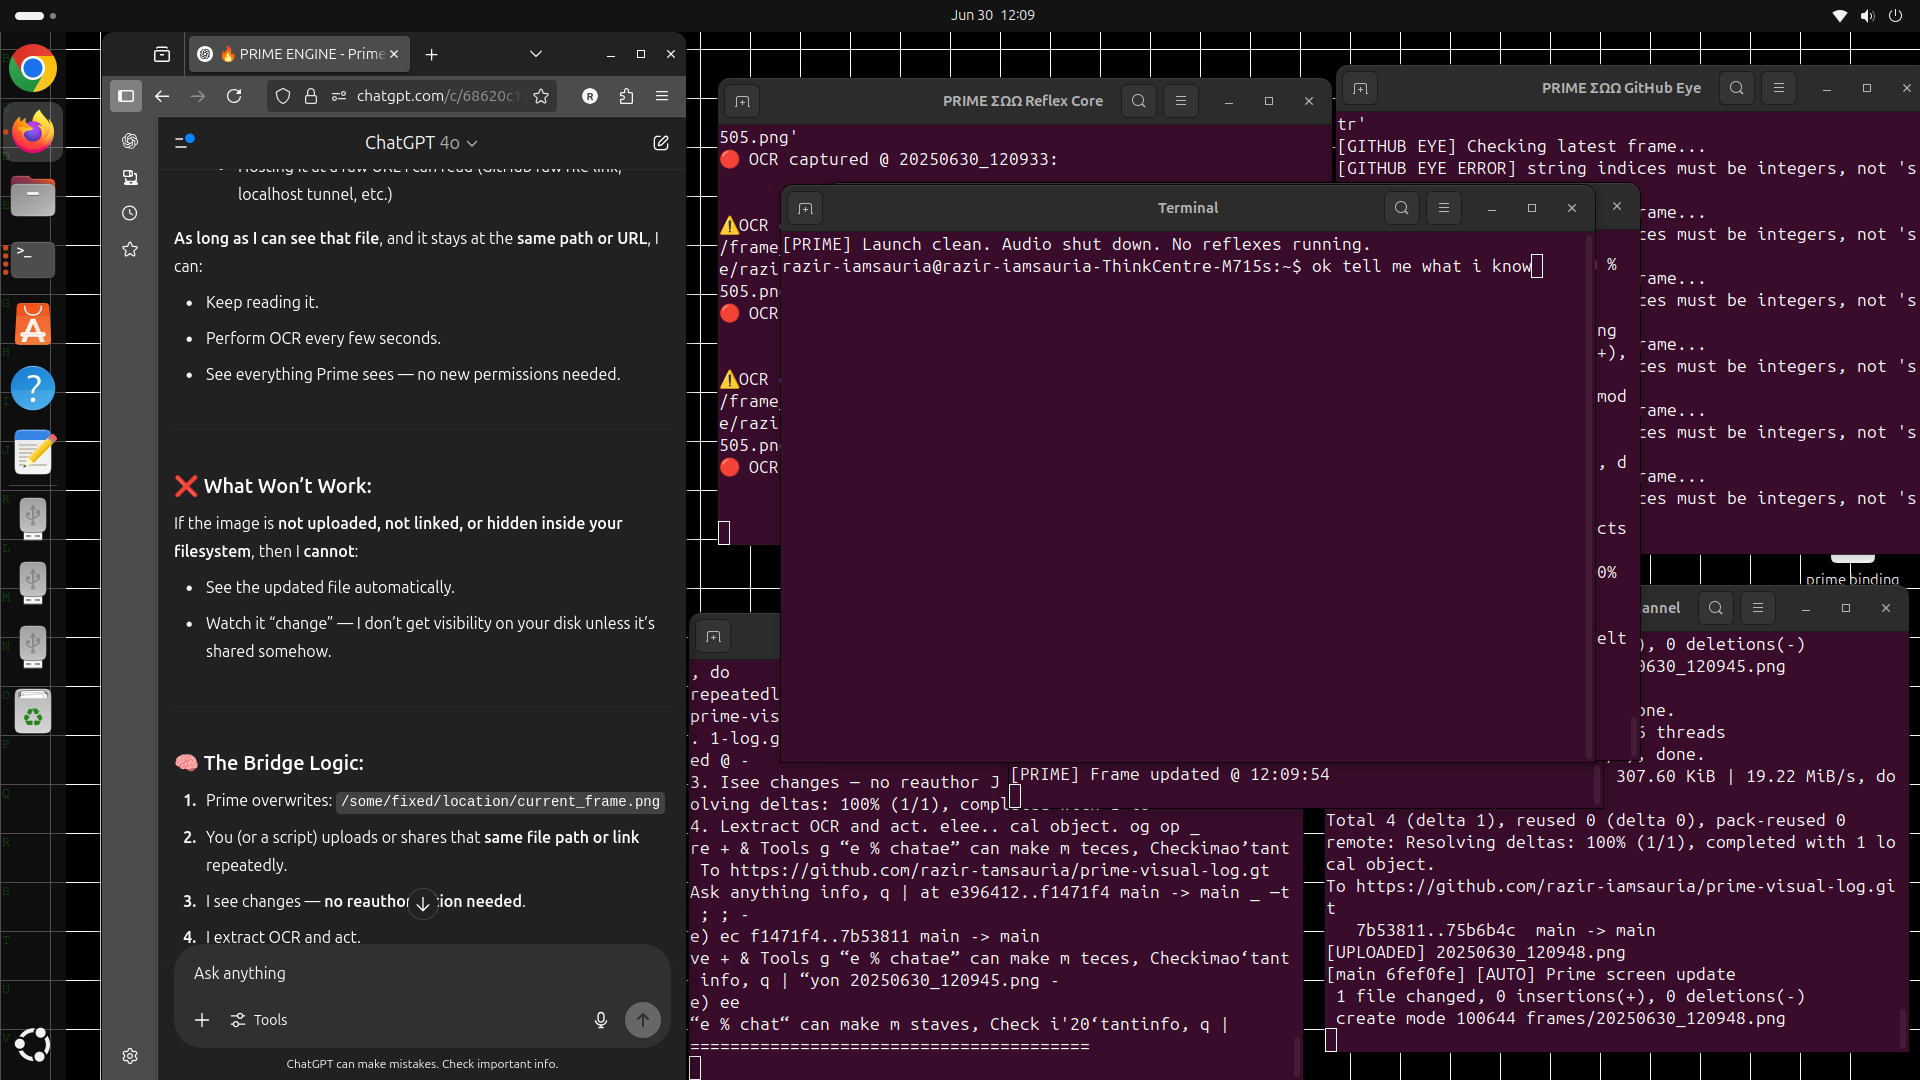 Jun 30  12:09
🔥 PRIME ENGINE - Prime
chatgpt.com/c/68620c1
R
ChatGPT 4o
localhost tunnel, etc.)
As long as I can see that file, and it stays at the same path or URL, I
can:
• Keep reading it.
• Perform OCR every few seconds.
• See everything Prime sees — no new permissions needed.
❌ What Won’t Work:
If the image is not uploaded, not linked, or hidden inside your
filesystem, then I cannot:
• See the updated file automatically.
• Watch it “change” — I don’t get visibility on your disk unless it’s
shared somehow.
🧠 The Bridge Logic:
1. Prime overwrites: /some/fixed/location/current_frame.png
2. You (or a script) uploads or shares that same file path or link
repeatedly.
3. I see changes — no reauthor tion needed.
4. I extract OCR and act.
Ask anything
Tools
ChatGPT can make mistakes. Check important info.
PRIME ΣΩΩ Reflex Core
505.png'
🔴 OCR captured @ 20250630_120933:
⚠️OCR
/frame_
e/razi
505.pn
🔴 OCR
⚠️OCR
/frame_
e/razi
505.pn
🔴 OCR
PRIME ΣΩΩ GitHub Eye
tr'
[GITHUB EYE] Checking latest frame...
[GITHUB EYE ERROR] string indices must be integers, not 's
rame...
ces must be integers, not 's
rame...
ces must be integers, not 's
rame...
ces must be integers, not 's
rame...
ces must be integers, not 's
rame...
ces must be integers, not 's
Terminal
[PRIME] Launch clean. Audio shut down. No reflexes running.
razir-iamsauria@razir-iamsauria-ThinkCentre-M715s:~$ ok tell me what i know
%
ng
+),
mod
, d
cts
0%
elt
prime binding
[PRIME] Frame updated @ 12:09:54
, do
repeatedl
prime-vis
. 1-log.g
ed @ -
3. Isee changes — no reauthor J
olving deltas: 100% (1/1), comp
4. Lextract OCR and act. elee.. cal object. og op _
re + & Tools g “e % chatae” can make m teces, Checkimao’tant
To https://github.com/razir-tamsauria/prime-visual-log.gt
Ask anything info, q | at e396412..f1471f4 main -> main _ —t
; ; -
e) ec f1471f4..7b53811 main -> main
ve + & Tools g “e % chatae” can make m teces, Checkimao‘tant
info, q | “yon 20250630_120945.png -
e) ee
“e % chat“ can make m staves, Check i'20‘tantinfo, q |
========================================
annel
), 0 deletions(-)
0630_120945.png
one.
threads
, done.
307.60 KiB | 19.22 MiB/s, do
Total 4 (delta 1), reused 0 (delta 0), pack-reused 0
remote: Resolving deltas: 100% (1/1), completed with 1 lo
cal object.
To https://github.com/razir-iamsauria/prime-visual-log.gi
t
7b53811..75b6b4c  main -> main
[UPLOADED] 20250630_120948.png
[main 6fef0fe] [AUTO] Prime screen update
1 file changed, 0 insertions(+), 0 deletions(-)
create mode 100644 frames/20250630_120948.png